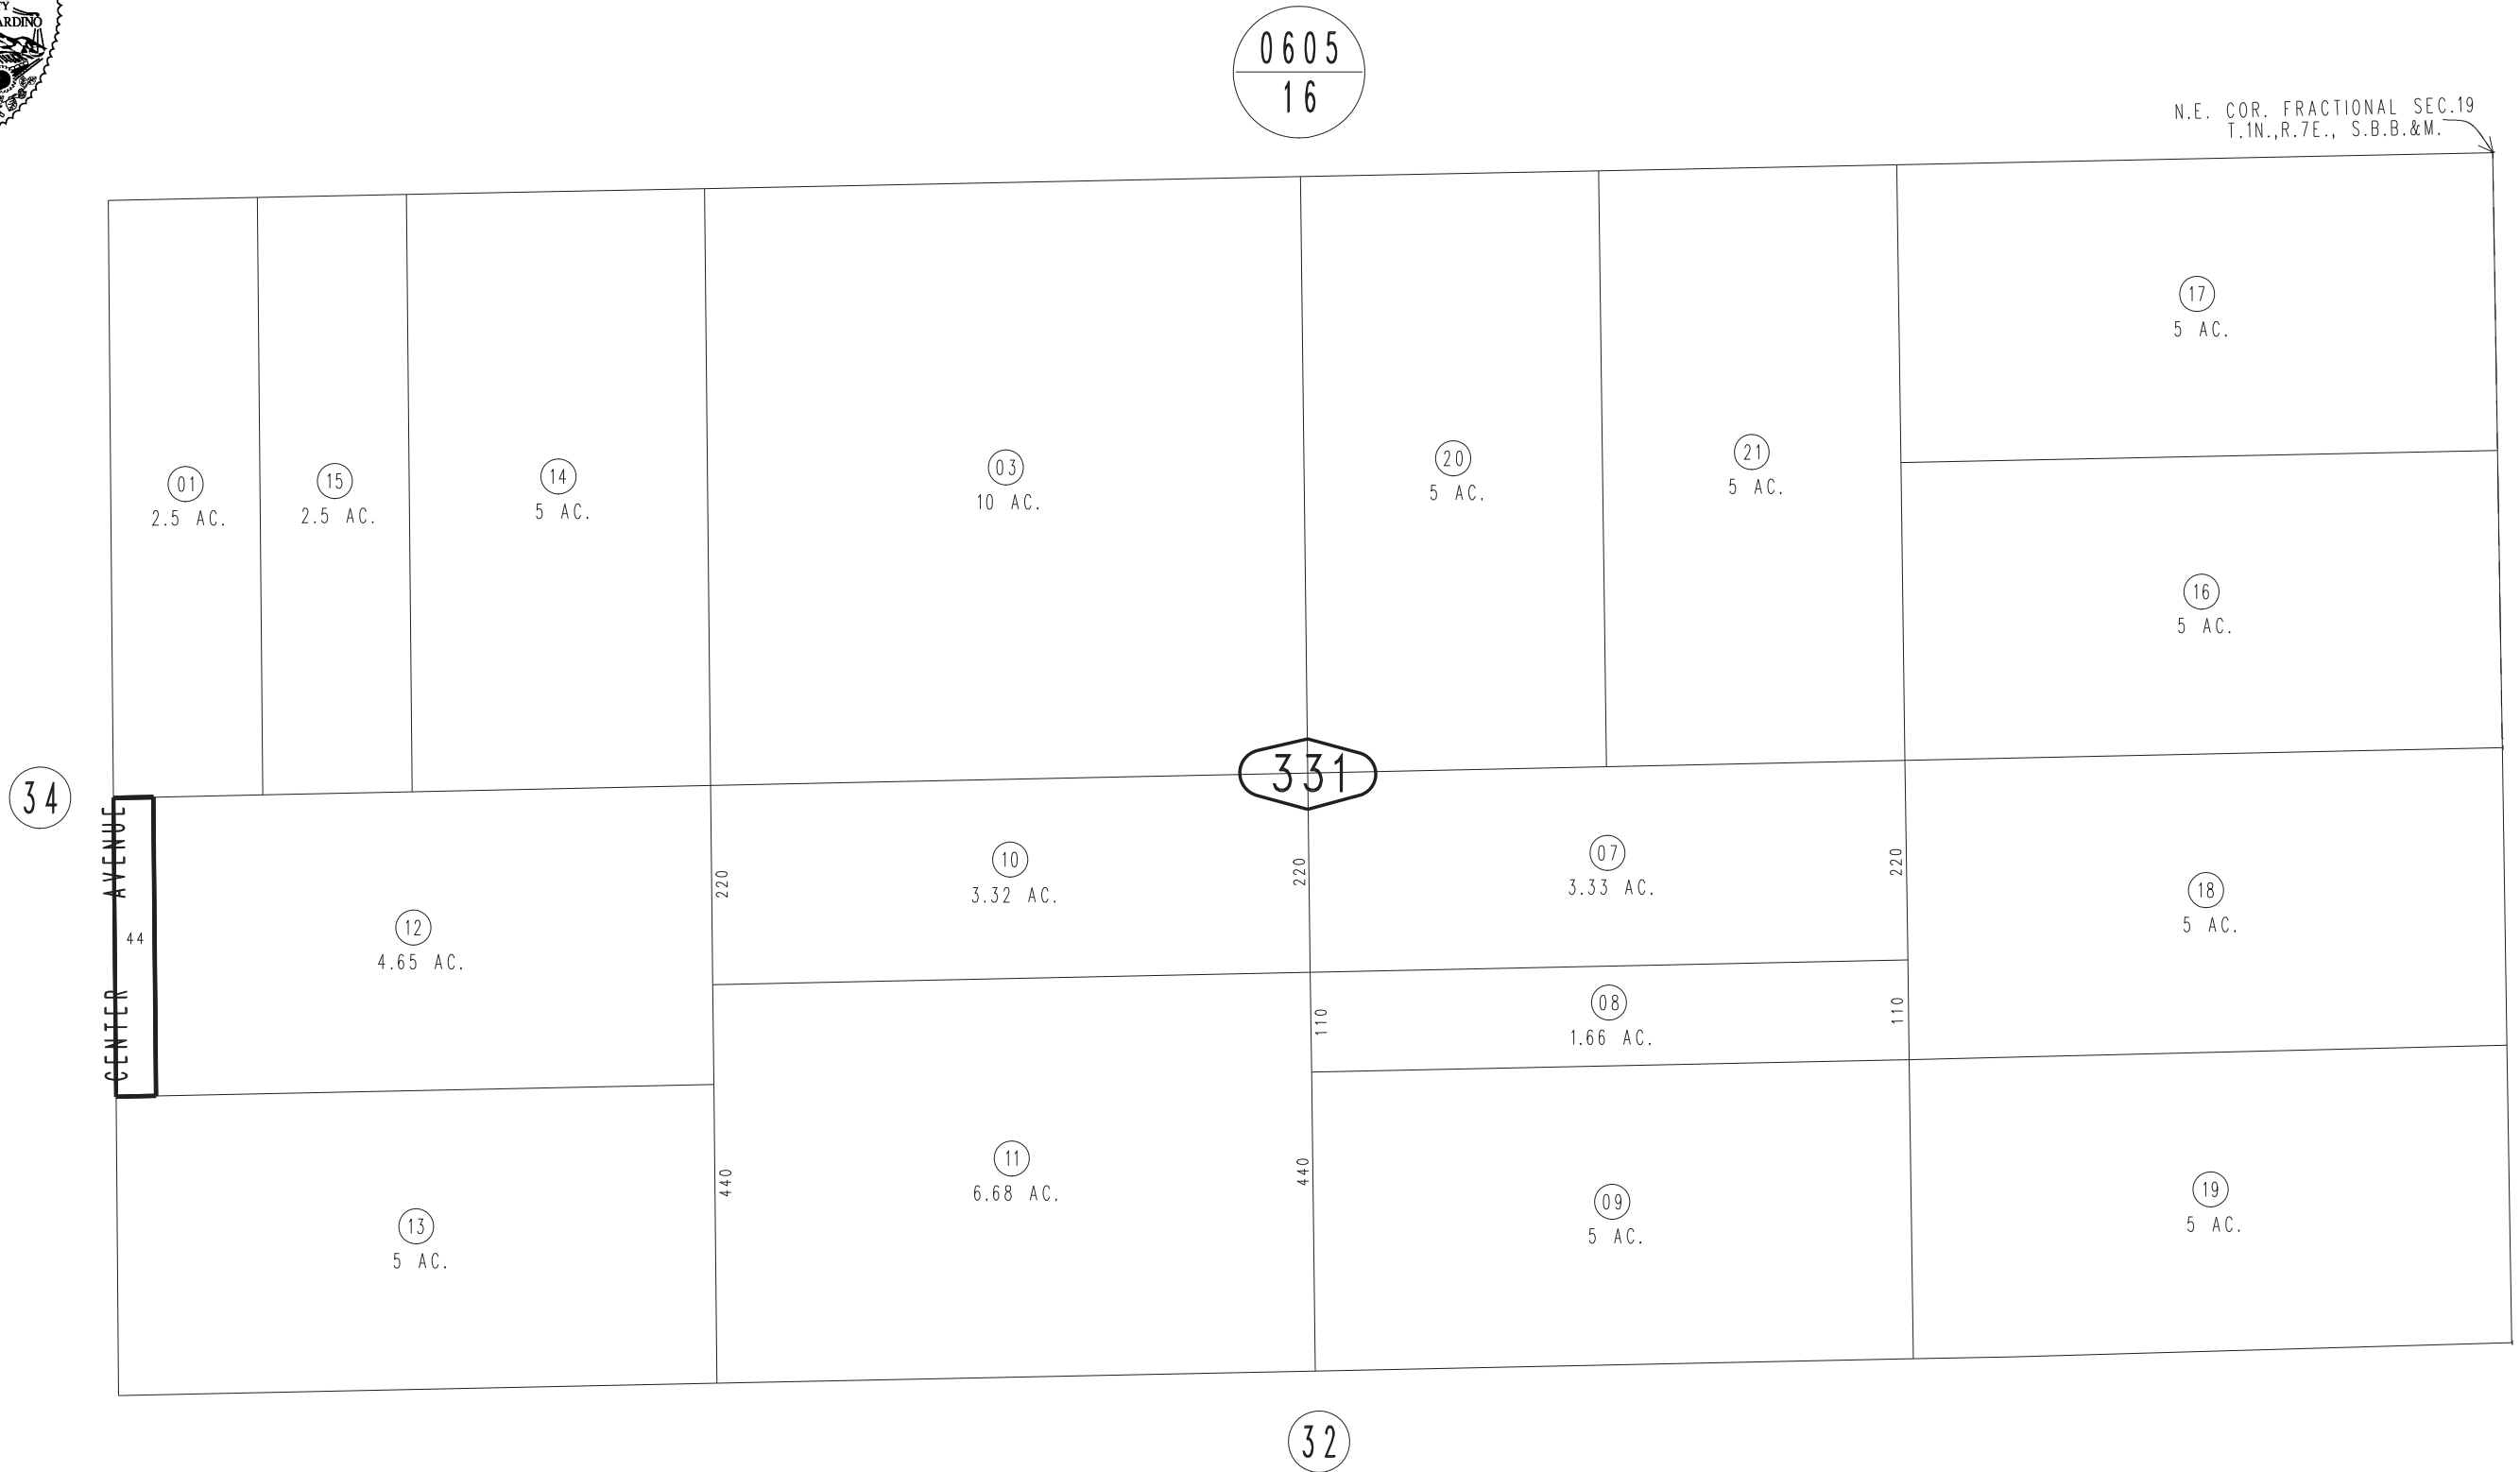 ARDINO
0605
16
N.E. COR. FRACTIONAL SEC.19
T.1N.,R.7E., S.B.B.&M.
17
5 AC.
01
2.5 AC.
15
2.5 AC.
14
5 AC.
03
10 AC.
20
5 AC.
21
5 AC.
16
5 AC.
34
331
CENTER AVENUE
44
12
4.65 AC.
220
10
3.32 AC.
220
07
3.33 AC.
220
18
5 AC.
110
08
1.66 AC.
110
13
5 AC.
440
11
6.68 AC.
440
09
5 AC.
19
5 AC.
32